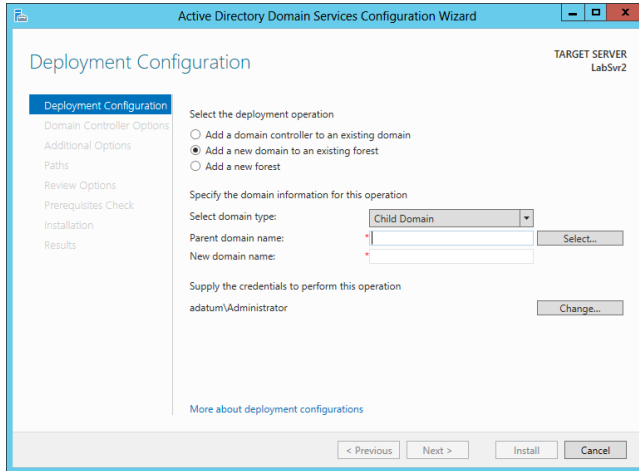 Active Directory Domain Services Configuration Wizard
Deployment Configuration
TARGET SERVER
LabSvr2
Deployment Configuration
Domain Controller Options
Additional Options
Paths
Review Options
Prerequisites Check
Installation
Results
Select the deployment operation
Add a domain controller to an existing domain
Add a new domain to an existing forest
Add a new forest
Specify the domain information for this operation
Select domain type:
Child Domain
Parent domain name:
*
Select...
New domain name:
*
Supply the credentials to perform this operation
adatum\Administrator
Change...
More about deployment configurations
< Previous
Next >
Install
Cancel